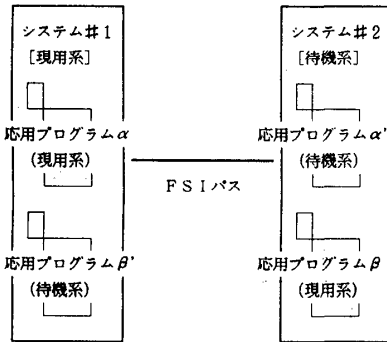 システム＃１
[現用系]
応用プログラムα
(現用系)
応用プログラムβ'
(待機系)
ＦＳＩパス
システム＃２
[待機系]
応用プログラムα'
(待機系)
応用プログラムβ
(現用系)